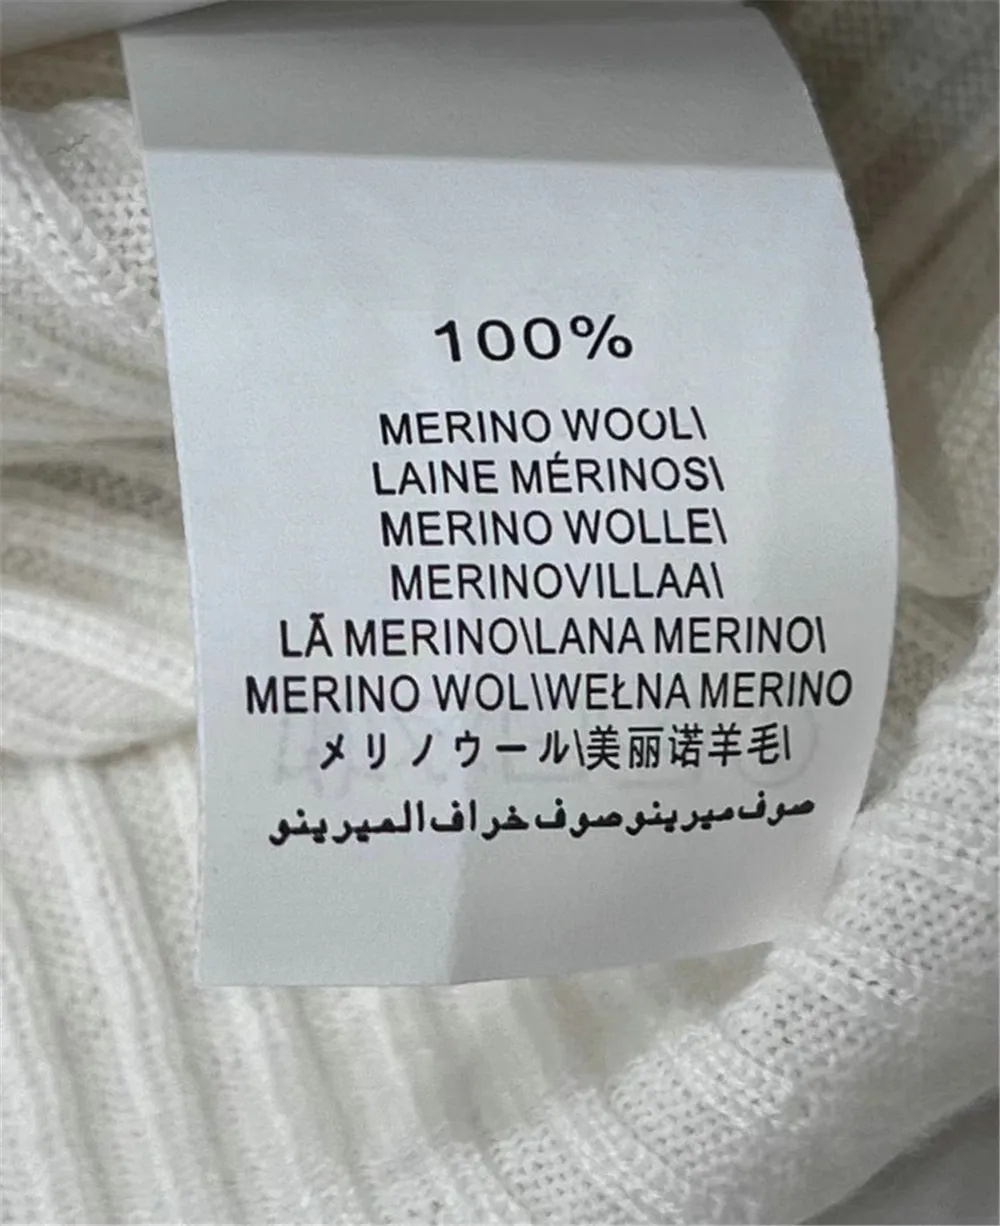 100%
MERINO WOOL\
LAINE MÉRINOS\
MERINO WOLLE\
MERINOVILLAA\
LÃ MERINO\LANA MERINO\
MERINO WOL\WEŁNA MERINO
メリノウール\美丽诺羊毛\
صوف ميرينو صوف خراف الميرينو